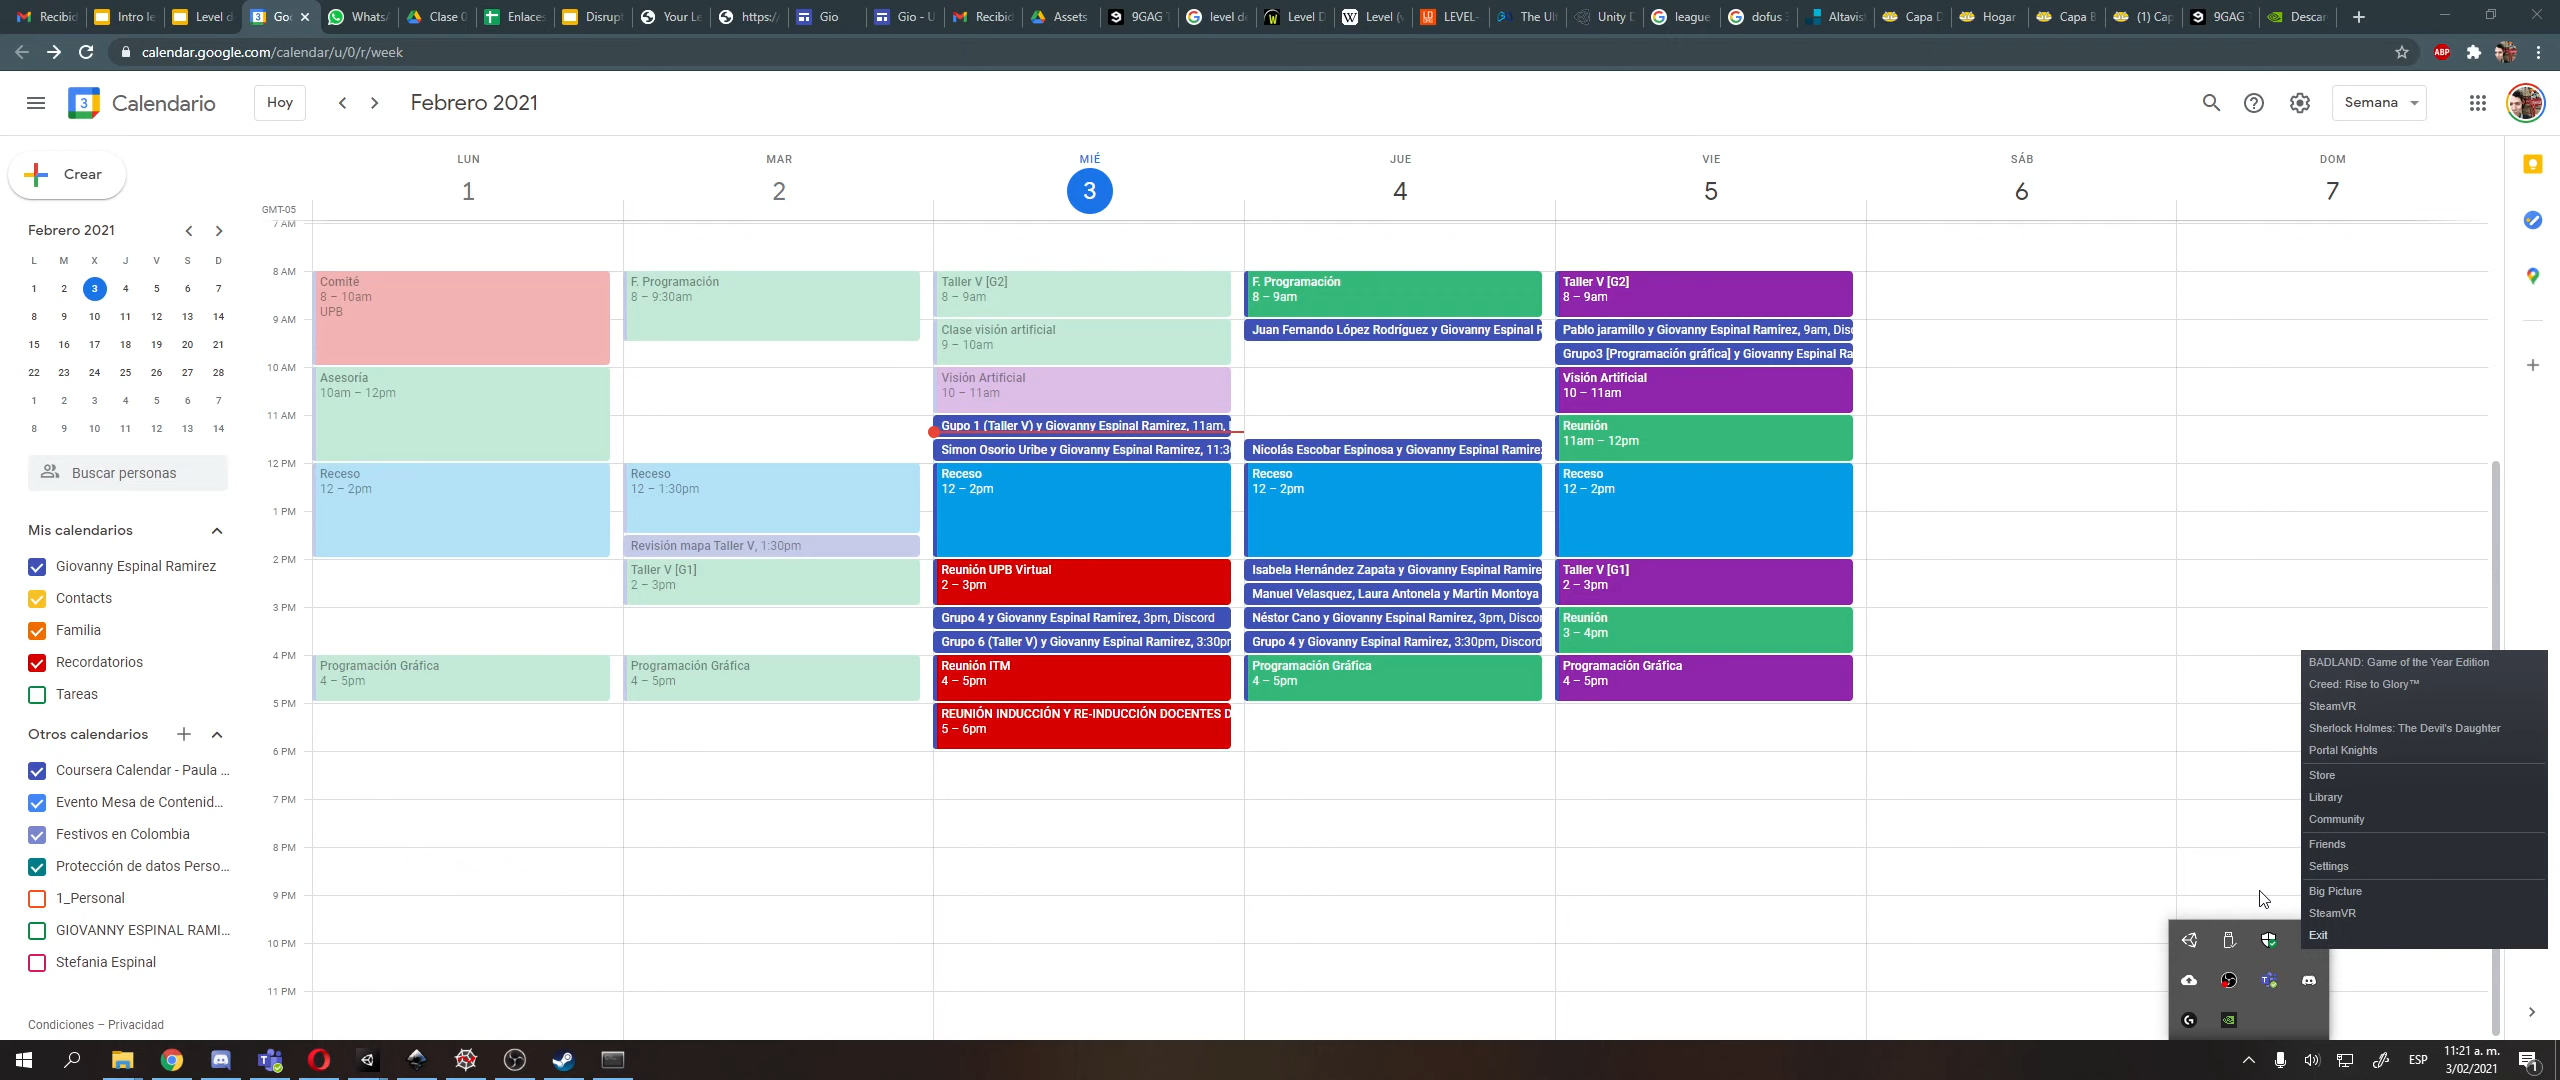 Recibid
Intro le
Level d
Goo
Whats
Clase 0
Enlaces
Disrupt
Your Le
https:/
Gio
Gio - U
Recibid
Assets
9GAG
level de
Level D
Level (v
LEVEL-
The Ul
Unity
league
dofus
Altavis
Capa
Hogar
Capa B
(1) Cap
9GAG
Descar
calendar.google.com/calendar/u/0/r/week
ABP
3
Calendario
Hoy
Febrero 2021
Semana
Crear
Febrero 2021
L M X J V S D
1 2 3 4 5 6 7
8 9 10 11 12 13 14
15 16 17 18 19 20 21
22 23 24 25 26 27 28
1 2 3 4 5 6 7
8 9 10 11 12 13 14
Buscar personas
Mis calendarios
Giovanny Espinal Ramirez
Contacts
Familia
Recordatorios
Tareas
Otros calendarios
Coursera Calendar - Paula ...
Evento Mesa de Contenid...
Festivos en Colombia
Protección de datos Perso...
1_Personal
GIOVANNY ESPINAL RAMI...
Stefania Espinal
Condiciones – Privacidad
GMT-05
7 AM
8 AM
9 AM
10 AM
11 AM
12 PM
1 PM
2 PM
3 PM
4 PM
5 PM
6 PM
7 PM
8 PM
9 PM
10 PM
11 PM
LUN
1
Comité
8 – 10am
UPB
Asesoría
10am – 12pm
Receso
12 – 2pm
Programación Gráfica
4 – 5pm
MAR
2
F. Programación
8 – 9:30am
Receso
12 – 1:30pm
Revisión mapa Taller V, 1:30pm
Taller V [G1]
2 – 3pm
Programación Gráfica
4 – 5pm
MIÉ
3
Taller V [G2]
8 – 9am
Clase visión artificial
9 – 10am
Visión Artificial
10 – 11am
Gupo 1 (Taller V) y Giovanny Espinal Ramirez, 11am,
Simon Osorio Uribe y Giovanny Espinal Ramirez, 11:3
Receso
12 – 2pm
Reunión UPB Virtual
2 – 3pm
Grupo 4 y Giovanny Espinal Ramirez, 3pm, Discord
Grupo 6 (Taller V) y Giovanny Espinal Ramirez, 3:30pr
Reunión ITM
4 – 5pm
REUNIÓN INDUCCIÓN Y RE-INDUCCIÓN DOCENTES D
5 – 6pm
JUE
4
F. Programación
8 – 9am
Juan Fernando López Rodríguez y Giovanny Espinal R
Nicolás Escobar Espinosa y Giovanny Espinal Ramire
Receso
12 – 2pm
Isabela Hernández Zapata y Giovanny Espinal Ramire
Manuel Velasquez, Laura Antonela y Martin Montoya
Néstor Cano y Giovanny Espinal Ramirez, 3pm, Disco
Grupo 4 y Giovanny Espinal Ramirez, 3:30pm, Discord
Programación Gráfica
4 – 5pm
VIE
5
Taller V [G2]
8 – 9am
Pablo jaramillo y Giovanny Espinal Ramirez, 9am, Disc
Grupo3 [Programación gráfica] y Giovanny Espinal Ra
Visión Artificial
10 – 11am
Reunión
11am – 12pm
Receso
12 – 2pm
Taller V [G1]
2 – 3pm
Reunión
3 – 4pm
Programación Gráfica
4 – 5pm
SÁB
6
DOM
7
BADLAND: Game of the Year Edition
Creed: Rise to Glory™
SteamVR
Sherlock Holmes: The Devil's Daughter
Portal Knights
Store
Library
Community
Friends
Settings
Big Picture
SteamVR
Exit
ESP
11:21 a. m.
3/02/2021
1